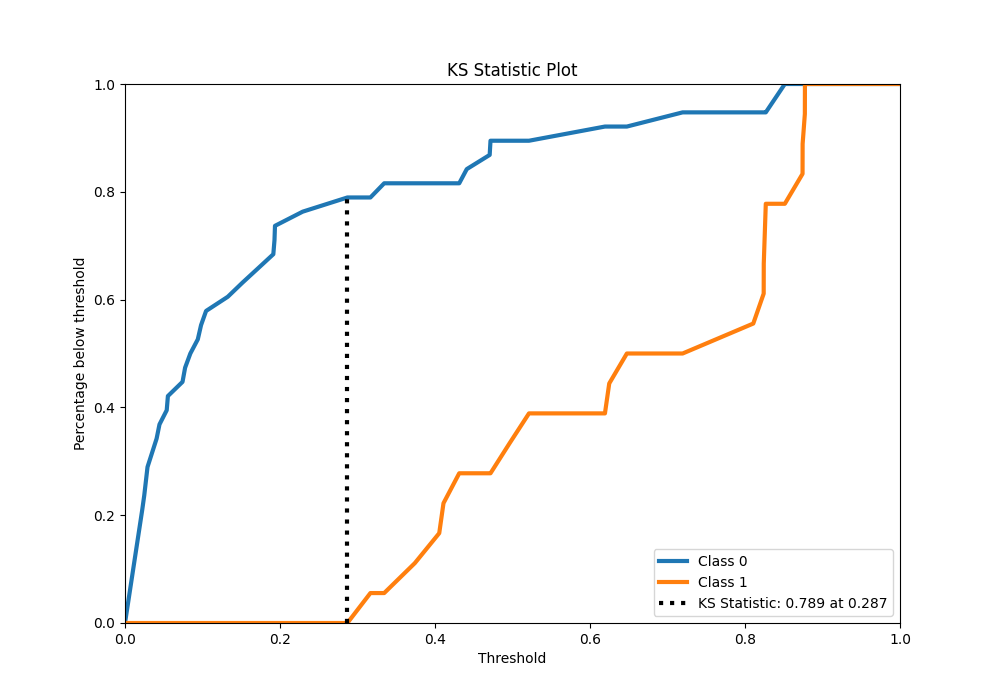 KS Statistic Plot
Percentage below threshold
1.0
0.8
0.6
0.4
0.2
0.0
0.0 0.2 0.4 0.6 0.8 1.0
Threshold
Class 0
Class 1
KS Statistic: 0.789 at 0.287